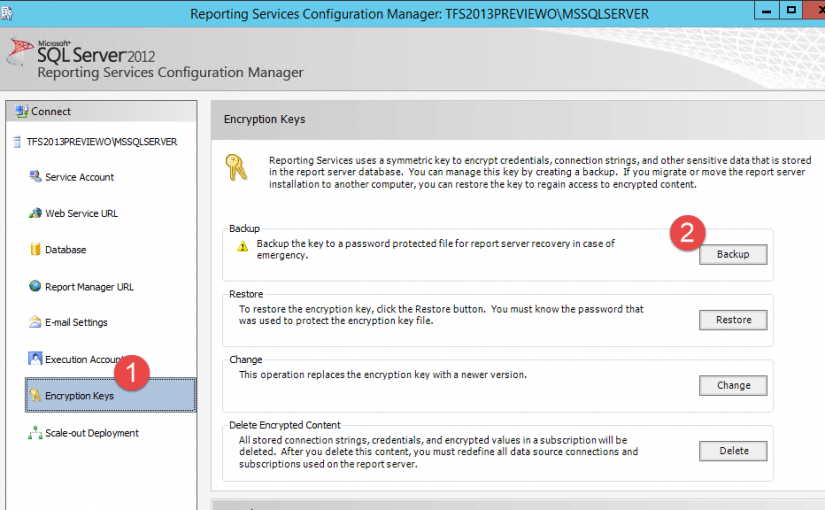 Reporting Services Configuration Manager: TFS2013PREVIEWO\MSSQLSERVER
Microsoft®
SQL Server 2012
Reporting Services Configuration Manager
Connect
TFS2013PREVIEWO\MSSQLSERVER
Service Account
Web Service URL
Database
Report Manager URL
E-mail Settings
Execution Account
1
Encryption Keys
Scale-out Deployment
Encryption Keys
Reporting Services uses a symmetric key to encrypt credentials, connection strings, and other sensitive data that is stored
in the report server database. You can manage this key by creating a backup. If you migrate or move the report server
installation to another computer, you can restore the key to regain access to encrypted content.
Backup
Backup the key to a password protected file for report server recovery in case of
emergency.
2
Backup
Restore
To restore the encryption key, click the Restore button. You must know the password that
was used to protect the encryption key file.
Restore
Change
This operation replaces the encryption key with a newer version.
Change
Delete Encrypted Content
All stored connection strings, credentials, and encrypted values in a subscription will be
deleted. After you delete this content, you must redefine all data source connections and
subscriptions used on the report server.
Delete